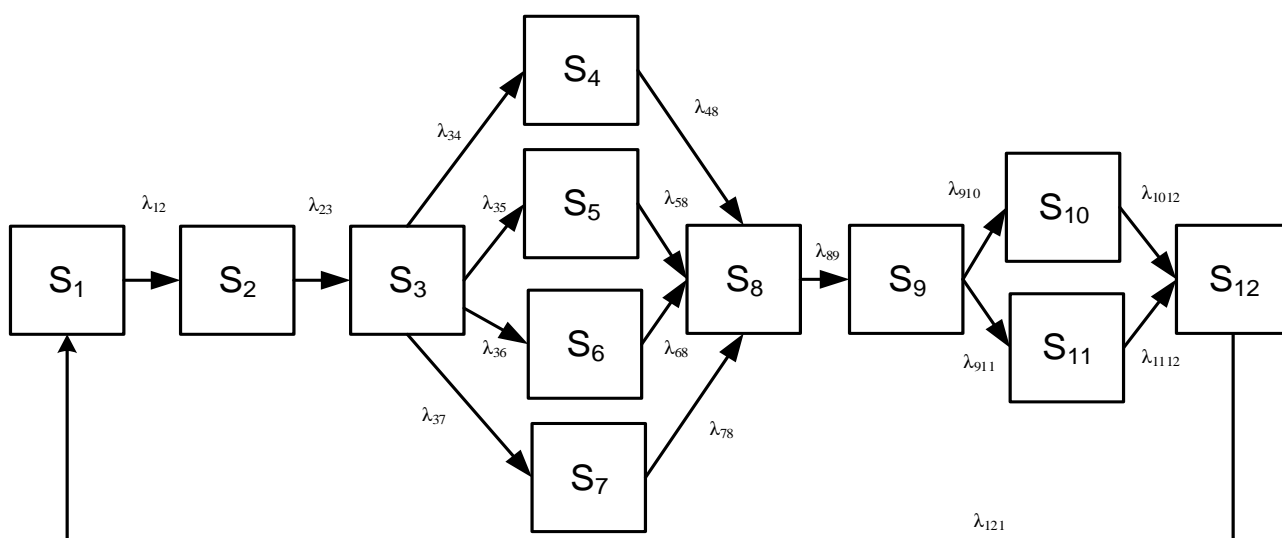 S₄
λ₃₄
λ₄₈
S₅
λ₁₂
λ₂₃
λ₃₅
λ₅₈
λ₉₁₀
S₁₀
λ₁₀₁₂
S₁
S₂
S₃
S₈
λ₈₉
S₉
S₁₂
λ₃₆
S₆
λ₆₈
λ₉₁₁
S₁₁
λ₁₁₁₂
λ₃₇
S₇
λ₇₈
λ₁₂₁